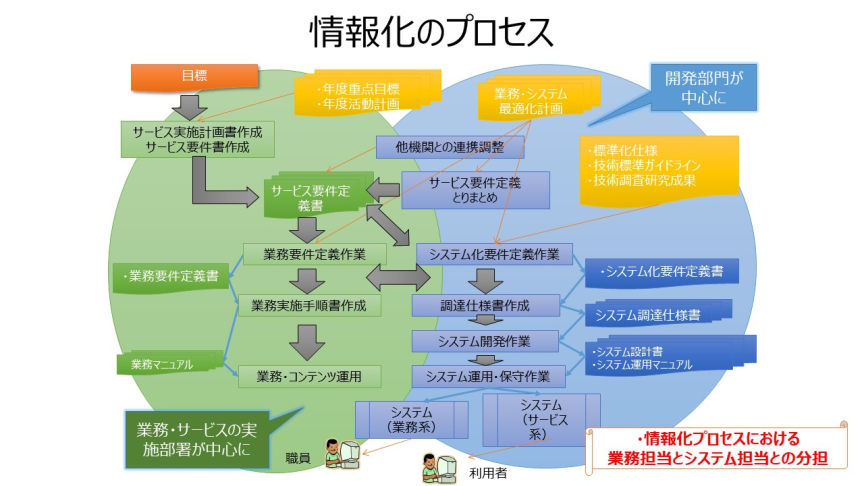 情報化のプロセス
目標
・年度重点目標
・年度活動計画
業務・システム
最適化計画
開発部門が
中心に
サービス実施計画書作成
サービス要件書作成
他機関との連携調整
・標準化仕様
・技術標準ガイドライン
・技術調査研究成果
サービス要件定
義書
サービス要件定義
とりまとめ
業務要件定義作業
システム化要件定義作業
・業務要件定義書
・システム化要件定義書
業務実施手順書作成
調達仕様書作成
システム調達仕様書
システム開発作業
・システム設計書
・システム運用マニュアル
業務マニュアル
業務・コンテンツ運用
システム運用・保守作業
システム
（業務系）
システム
（サービス
系）
業務・サービスの実
施部署が中心に
職員
利用者
・情報化プロセスにおける
業務担当とシステム担当との分担